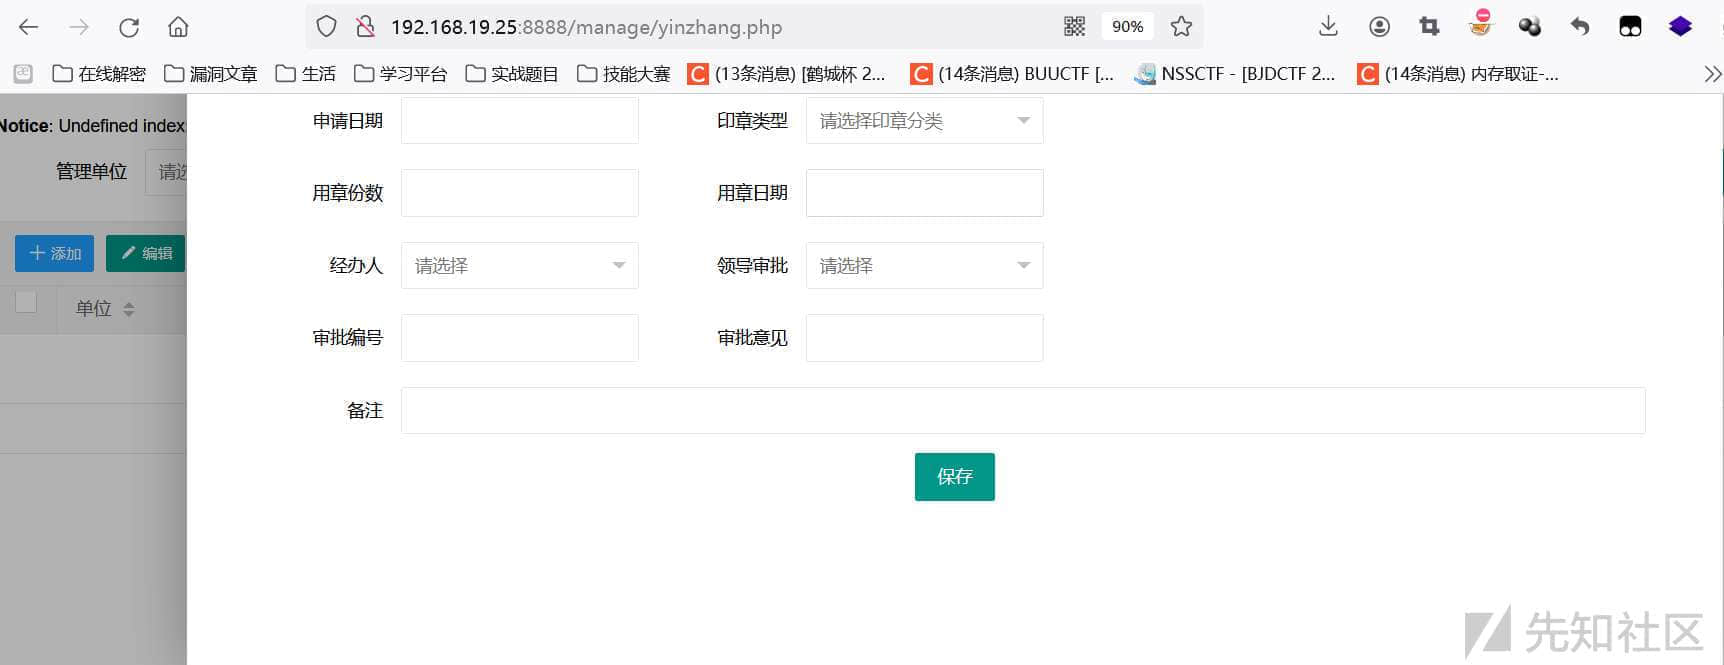 192.168.19.25:8888/manage/yinzhang.php 90%
在线解密 漏洞文章 生活 学习平台 实战题目 技能大赛 (13条消息) [鹤城杯 2... (14条消息) BUUCTF [... NSSCTF - [BJDCTF 2... (14条消息) 内存取证-...
Notice: Undefined index
申请日期 印章类型 请选择印章分类
管理单位 请选
用章份数 用章日期
添加 编辑
经办人 请选择 领导审批 请选择
单位
审批编号 审批意见
备注
保存
先知社区